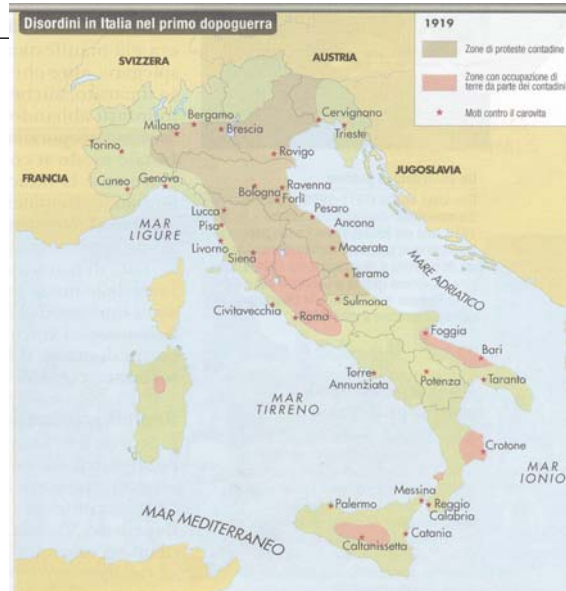 Disordini in Italia nel primo dopoguerra
1919
Zone di proteste contadine
Zone con occupazione di
terre da parte dei contadini
Moti contro il carovita
SVIZZERA
AUSTRIA
Bergamo
Milano
Brescia
Cervignano
Trieste
Torino
Rovigo
FRANCIA
JUGOSLAVIA
Cuneo
Genova
Bologna
Ravenna
Forlì
MAR
LIGURE
Lucca
Pisa
Pesaro
Ancona
Livorno
Siena
Macerata
MARE ADRIATICO
Teramo
Civitavecchia
Roma
Sulmona
Foggia
Bari
Torre
Annunziata
Potenza
Taranto
MAR
TIRRENO
Crotone
MAR
IONIO
Messina
Reggio
Calabria
Palermo
MAR MEDITERRANEO
Caltanissetta
Catania